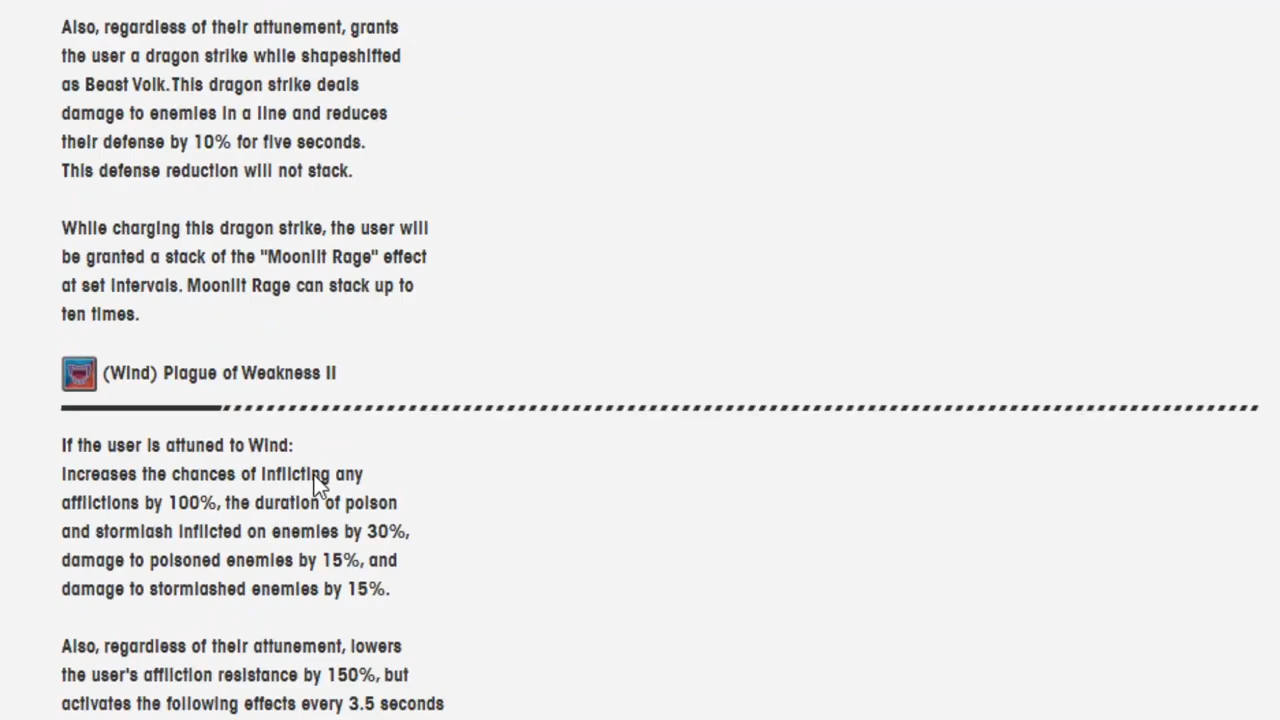 Also, regardless of their attunement, grants
the user a dragon strike while shapeshifted
as Beast Volk. This dragon strike deals
damage to enemies in a line and reduces
their defense by 10% for five seconds.
This defense reduction will not stack.
While charging this dragon strike, the user will
be granted a stack of the "Moonlit Rage" effect
at set intervals. Moonlit Rage can stack up to
ten times.
(Wind) Plague of Weakness II
If the user is attuned to Wind:
Increases the chances of inflicting any
afflictions by 100%, the duration of poison
and stormlash inflicted on enemies by 30%,
damage to poisoned enemies by 15%, and
damage to stormlashed enemies by 15%.
Also, regardless of their attunement, lowers
the user's affliction resistance by 150%, but
activates the following effects every 3.5 seconds